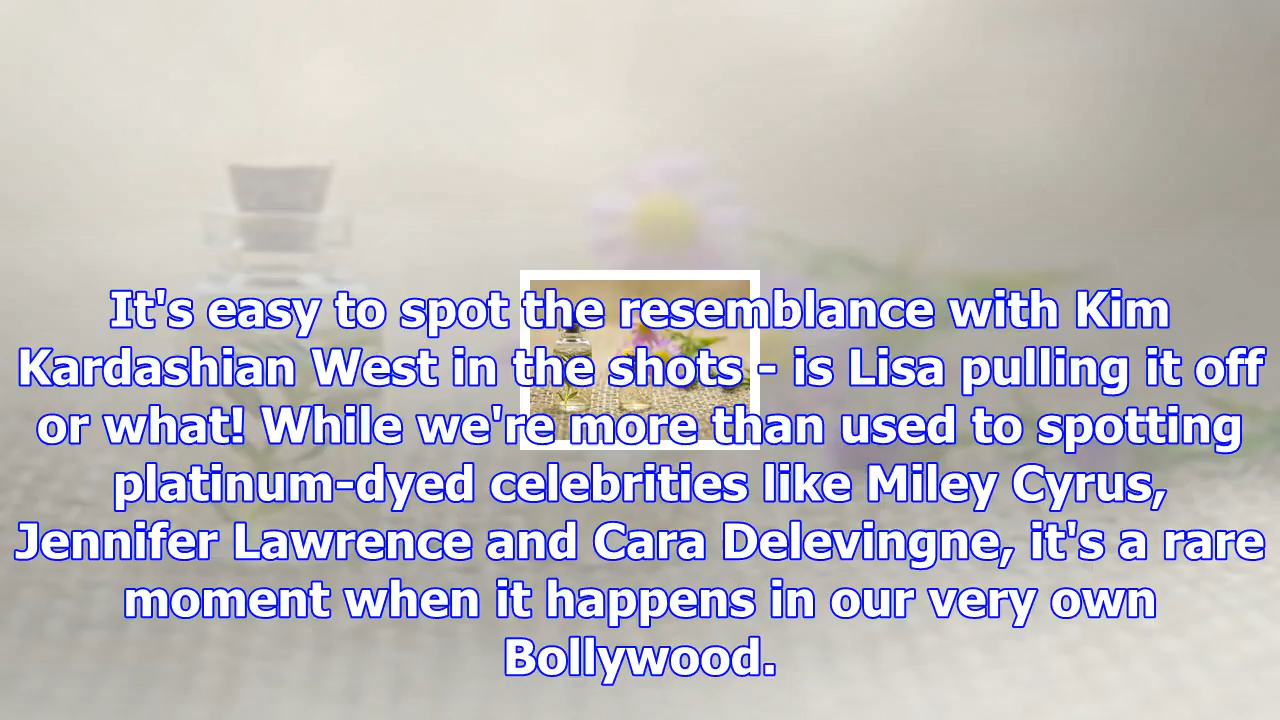 It's easy to spot the resemblance with Kim
Kardashian West in the shots - is Lisa pulling it off
or what! While we're more than used to spotting
platinum-dyed celebrities like Miley Cyrus,
Jennifer Lawrence and Cara Delevingne, it's a rare
moment when it happens in our very own
Bollywood.